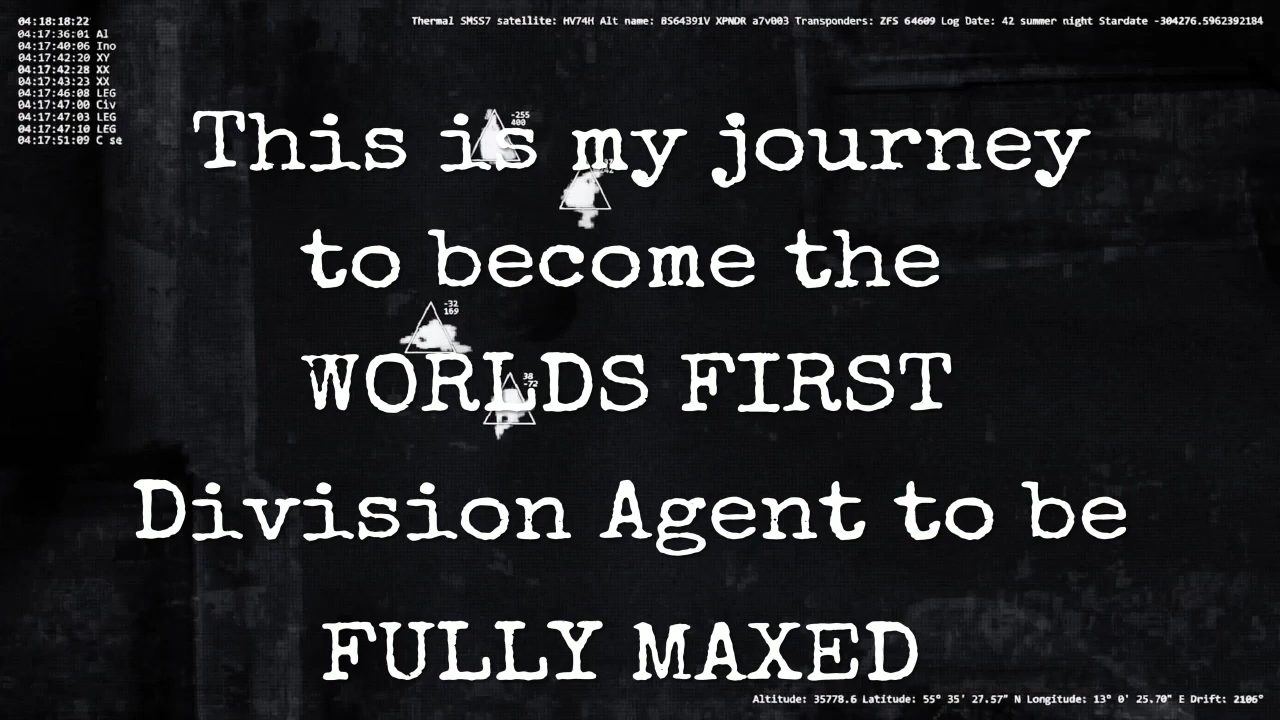 04:18:18:22
04:17:36:01 Al
04:17:40:06 Ino
04:17:42:20 XY
04:17:42:28 XX
04:17:43:23 XX
04:17:46:08 LEG
04:17:47:00 Civ
04:17:47:03 LEG
04:17:47:10 LEG
04:17:51:09 C se
Thermal SMSS7 satellite: HV74H Alt name: BS64391V XPNDR a7v003 Transponders: ZFS 64609 Log Date: 42 summer night Stardate -304276.5962392184
-255
400
This is my journey
to become the
-32
169
WORLDS FIRST
38
-72
Division Agent to be
FULLY MAXED
Altitude: 35778.6 Latitude: 55° 35' 27.57" N Longitude: 13° 0' 25.70" E Drift: 2106°